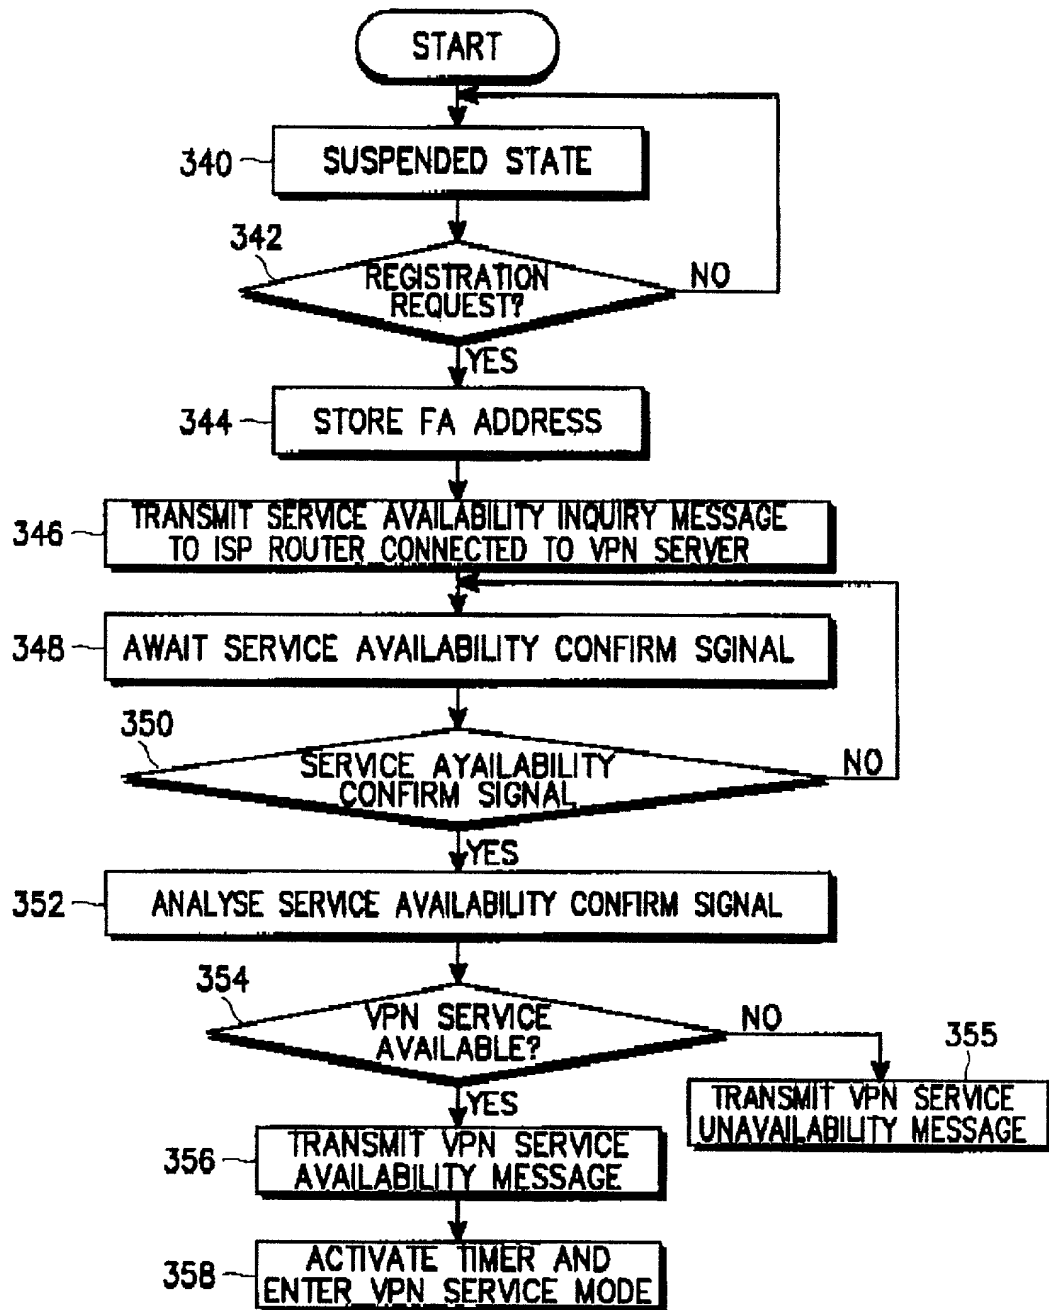 START
340
SUSPENDED STATE
342
REGISTRATION
REQUEST?
NO
YES
344
STORE FA ADDRESS
346
TRANSMIT SERVICE AVAILABILITY INQUIRY MESSAGE
TO ISP ROUTER CONNECTED TO VPN SERVER
348
AWAIT SERVICE AVAILABILITY CONFIRM SGINAL
350
SERVICE AYAILABILITY
CONFIRM SIGNAL
NO
YES
352
ANALYSE SERVICE AVAILABILITY CONFIRM SIGNAL
354
VPN SERVICE
AVAILABLE?
NO
355
TRANSMIT VPN SERVICE
UNAVAILABILITY MESSAGE
YES
356
TRANSMIT VPN SERVICE
AVAILABILITY MESSAGE
358
ACTIVATE TIMER AND
ENTER VPN SERVICE MODE